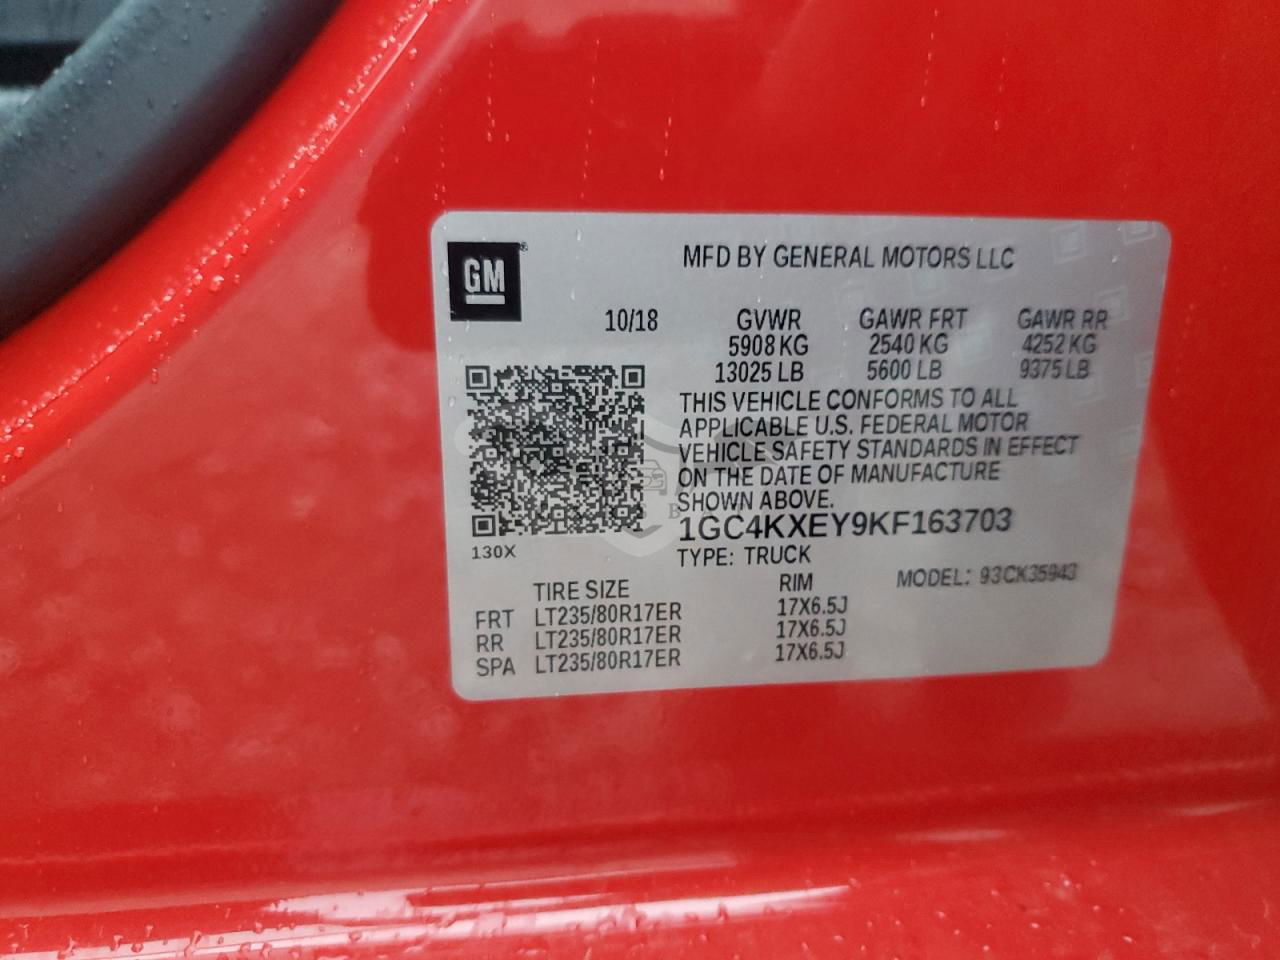 GM
MFD BY GENERAL MOTORS LLC
10/18 GVWR GAWR FRT GAWR RR
5908 KG 2540 KG 4252 KG
13025 LB 5600 LB 9375 LB
THIS VEHICLE CONFORMS TO ALL
APPLICABLE U.S. FEDERAL MOTOR
VEHICLE SAFETY STANDARDS IN EFFECT
ON THE DATE OF MANUFACTURE
SHOWN ABOVE.
1GC4KXEY9KF163703
130X
TYPE: TRUCK
TIRE SIZE RIM MODEL: 93CK35943
FRT LT235/80R17ER 17X6.5J
RR LT235/80R17ER 17X6.5J
SPA LT235/80R17ER 17X6.5J